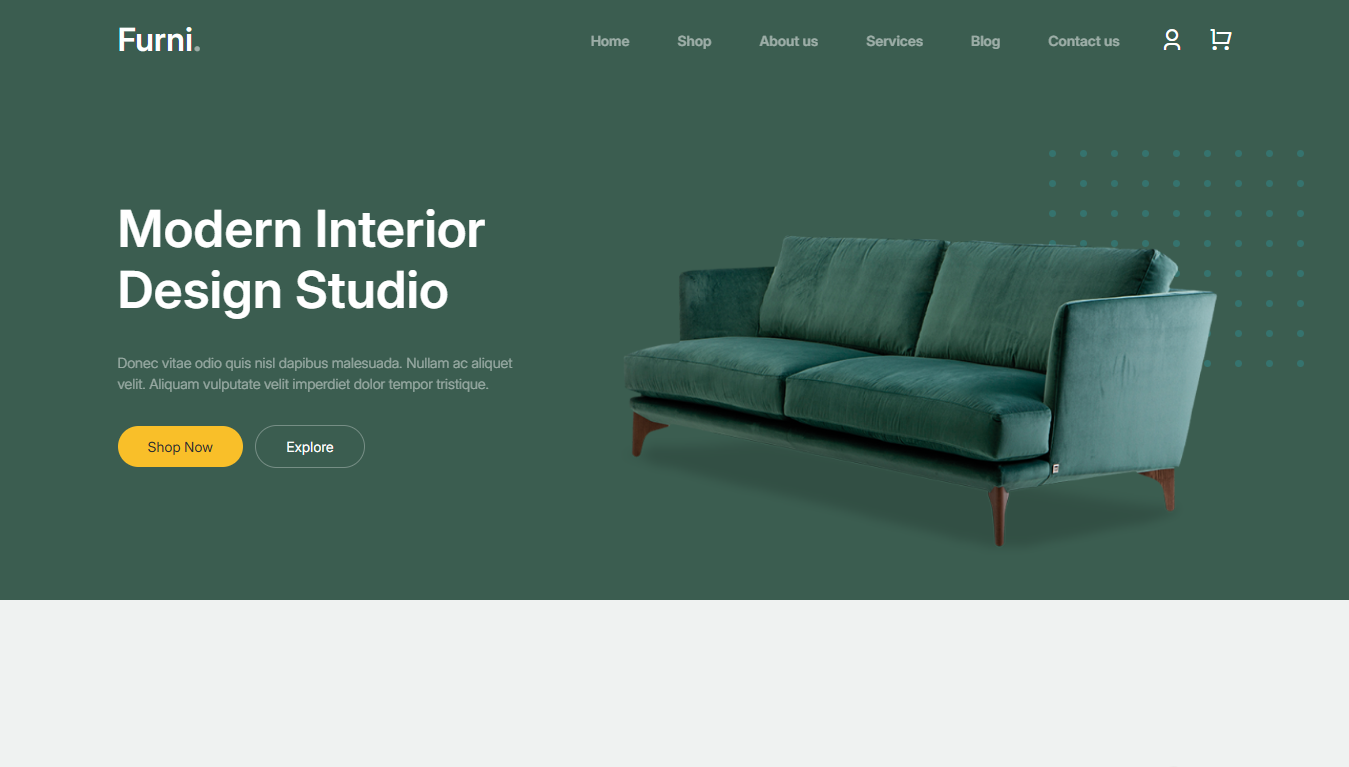 Furni.
Home
Shop
About us
Services
Blog
Contact us
Modern Interior
Design Studio
Donec vitae odio quis nisl dapibus malesuada. Nullam ac aliquet
velit. Aliquam vulputate velit imperdiet dolor tempor tristique.
Shop Now
Explore